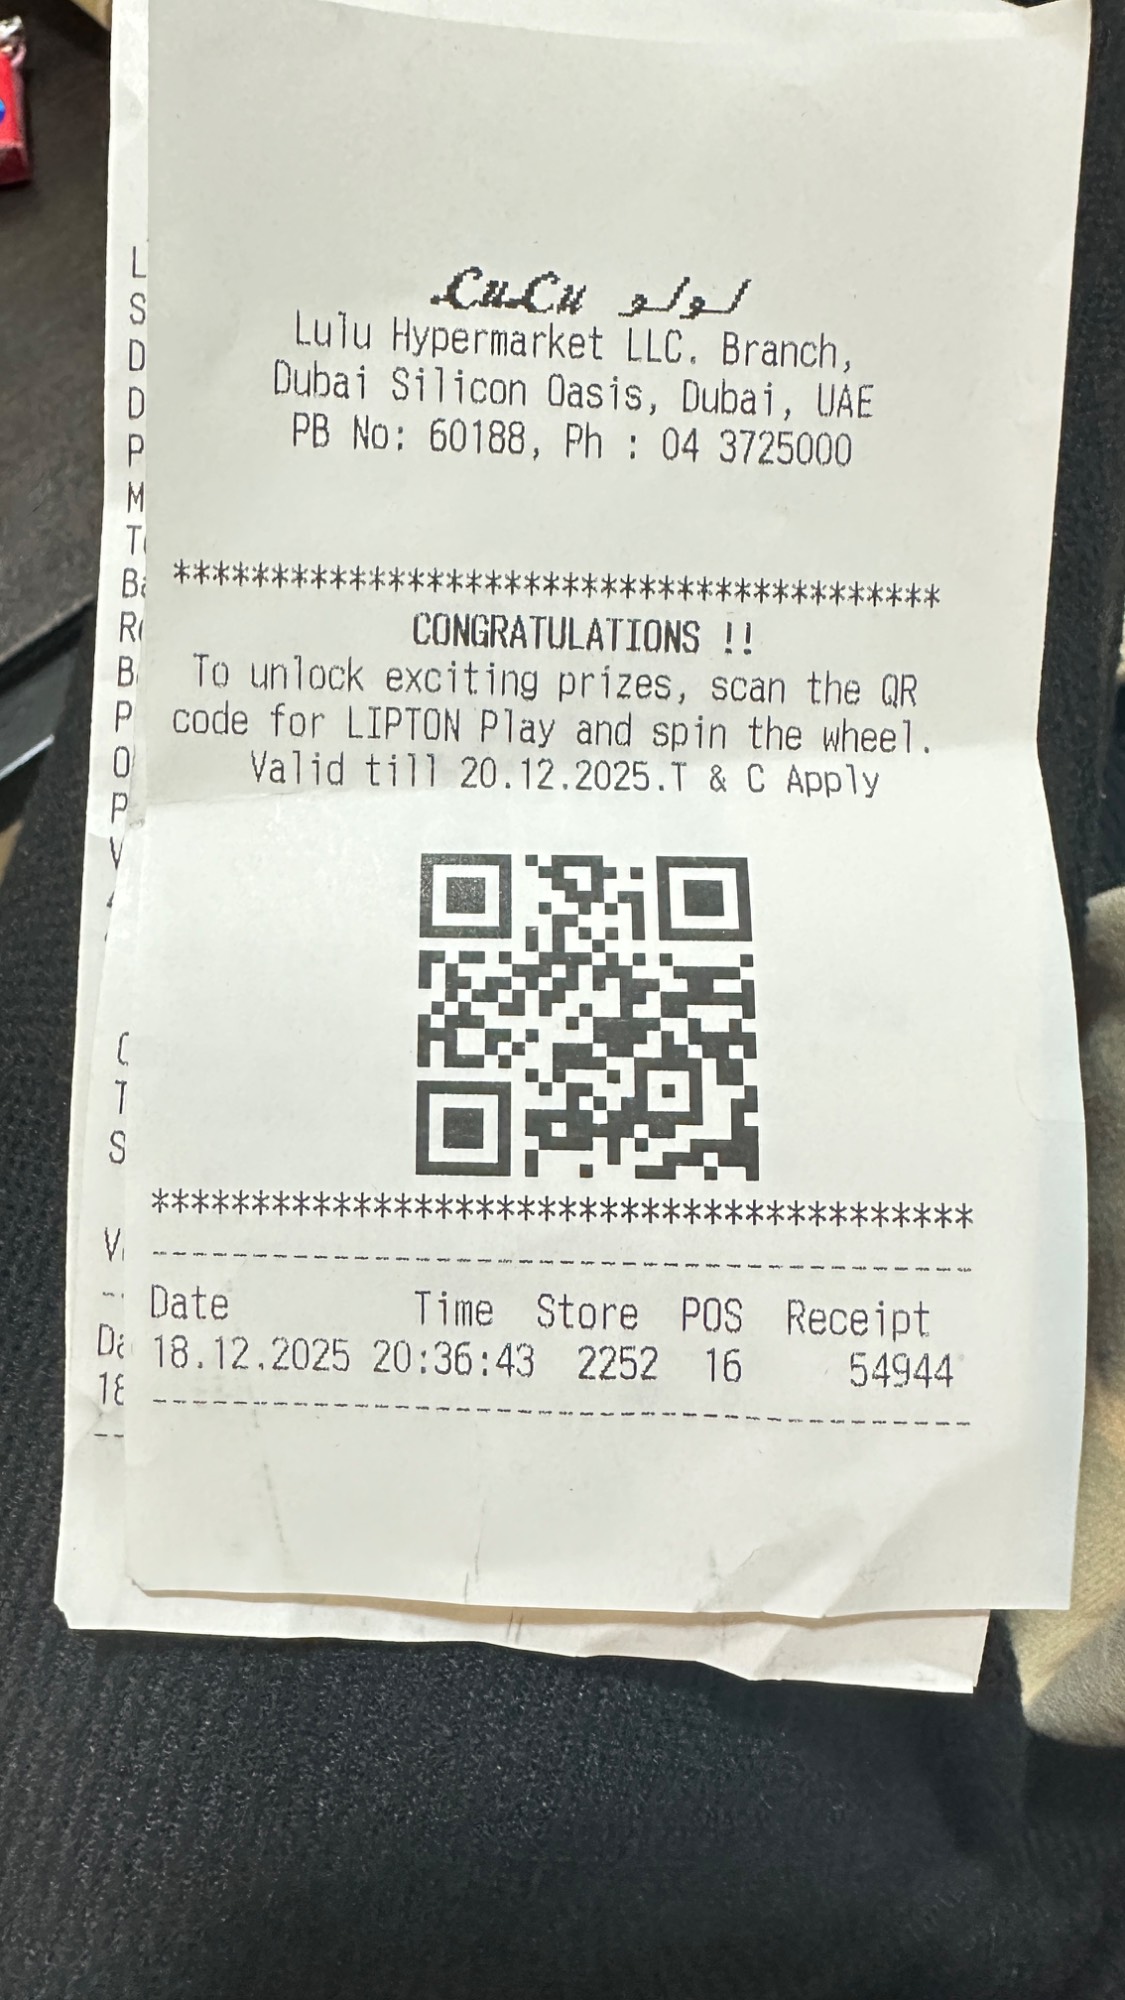 LuLu لولو
Lulu Hypermarket LLC. Branch,
Dubai Silicon Oasis, Dubai, UAE
PB No: 60188, Ph : 04 3725000
****************************************
CONGRATULATIONS !!
To unlock exciting prizes, scan the QR
code for LIPTON Play and spin the wheel.
Valid till 20.12.2025.T & C Apply
****************************************
----------------------------------------
Date Time Store POS Receipt
18.12.2025 20:36:43 2252 16 54944
----------------------------------------